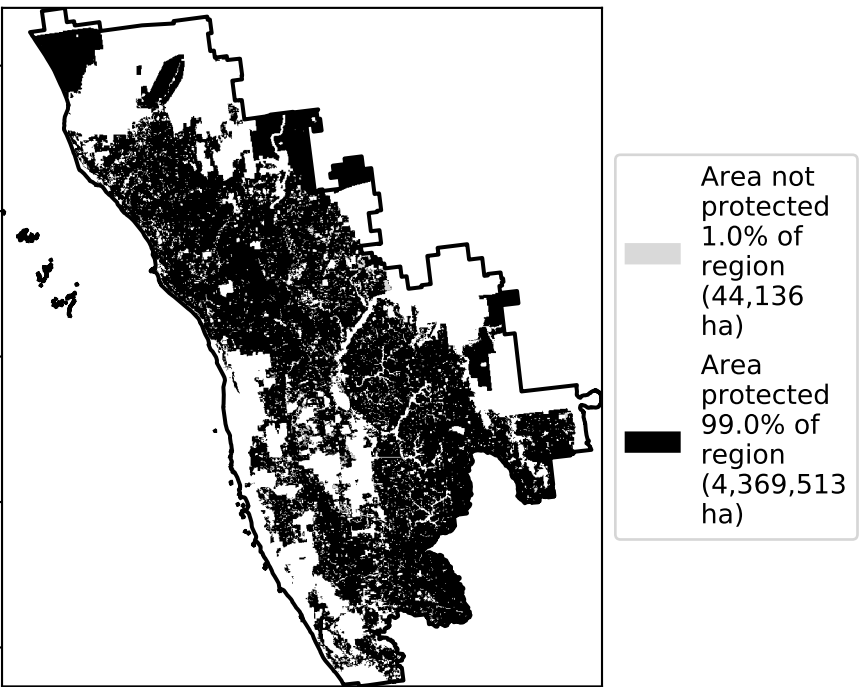 Area not
protected
1.0% of
region
(44,136
ha)
Area
protected
99.0% of
region
(4,369,513
ha)